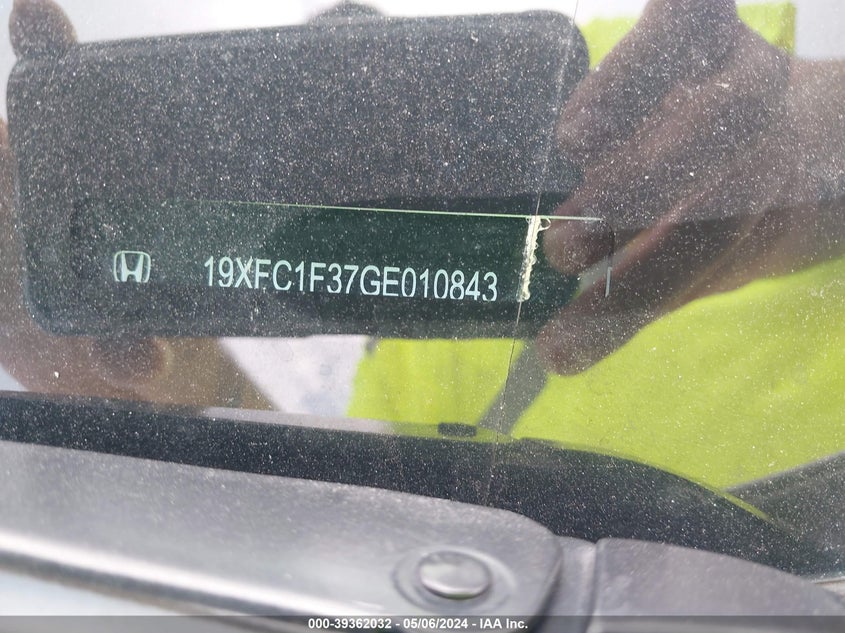 19XFC1F37GE010843
000-39362032 - 05/06/2024 - IAA Inc.